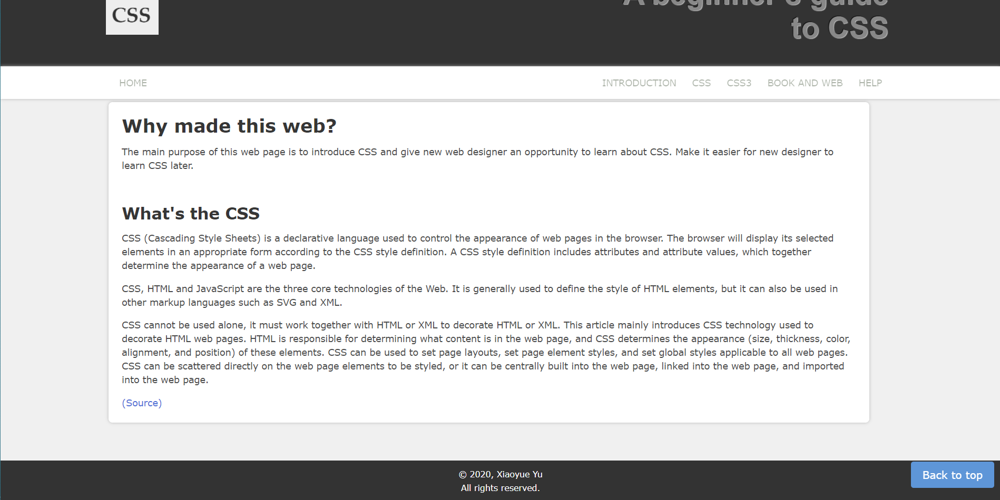 CSS
A beginner's guide
to CSS
HOME
INTRODUCTION
CSS
CSS3
BOOK AND WEB
HELP
Why made this web?
The main purpose of this web page is to introduce CSS and give new web designer an opportunity to learn about CSS. Make it easier for new designer to
learn CSS later.
What's the CSS
CSS (Cascading Style Sheets) is a declarative language used to control the appearance of web pages in the browser. The browser will display its selected
elements in an appropriate form according to the CSS style definition. A CSS style definition includes attributes and attribute values, which together
determine the appearance of a web page.
CSS, HTML and JavaScript are the three core technologies of the Web. It is generally used to define the style of HTML elements, but it can also be used in
other markup languages such as SVG and XML.
CSS cannot be used alone, it must work together with HTML or XML to decorate HTML or XML. This article mainly introduces CSS technology used to
decorate HTML web pages. HTML is responsible for determining what content is in the web page, and CSS determines the appearance (size, thickness, color,
alignment, and position) of these elements. CSS can be used to set page layouts, set page element styles, and set global styles applicable to all web pages.
CSS can be scattered directly on the web page elements to be styled, or it can be centrally built into the web page, linked into the web page, and imported
into the web page.
(Source)
© 2020, Xiaoyue Yu
All rights reserved.
Back to top